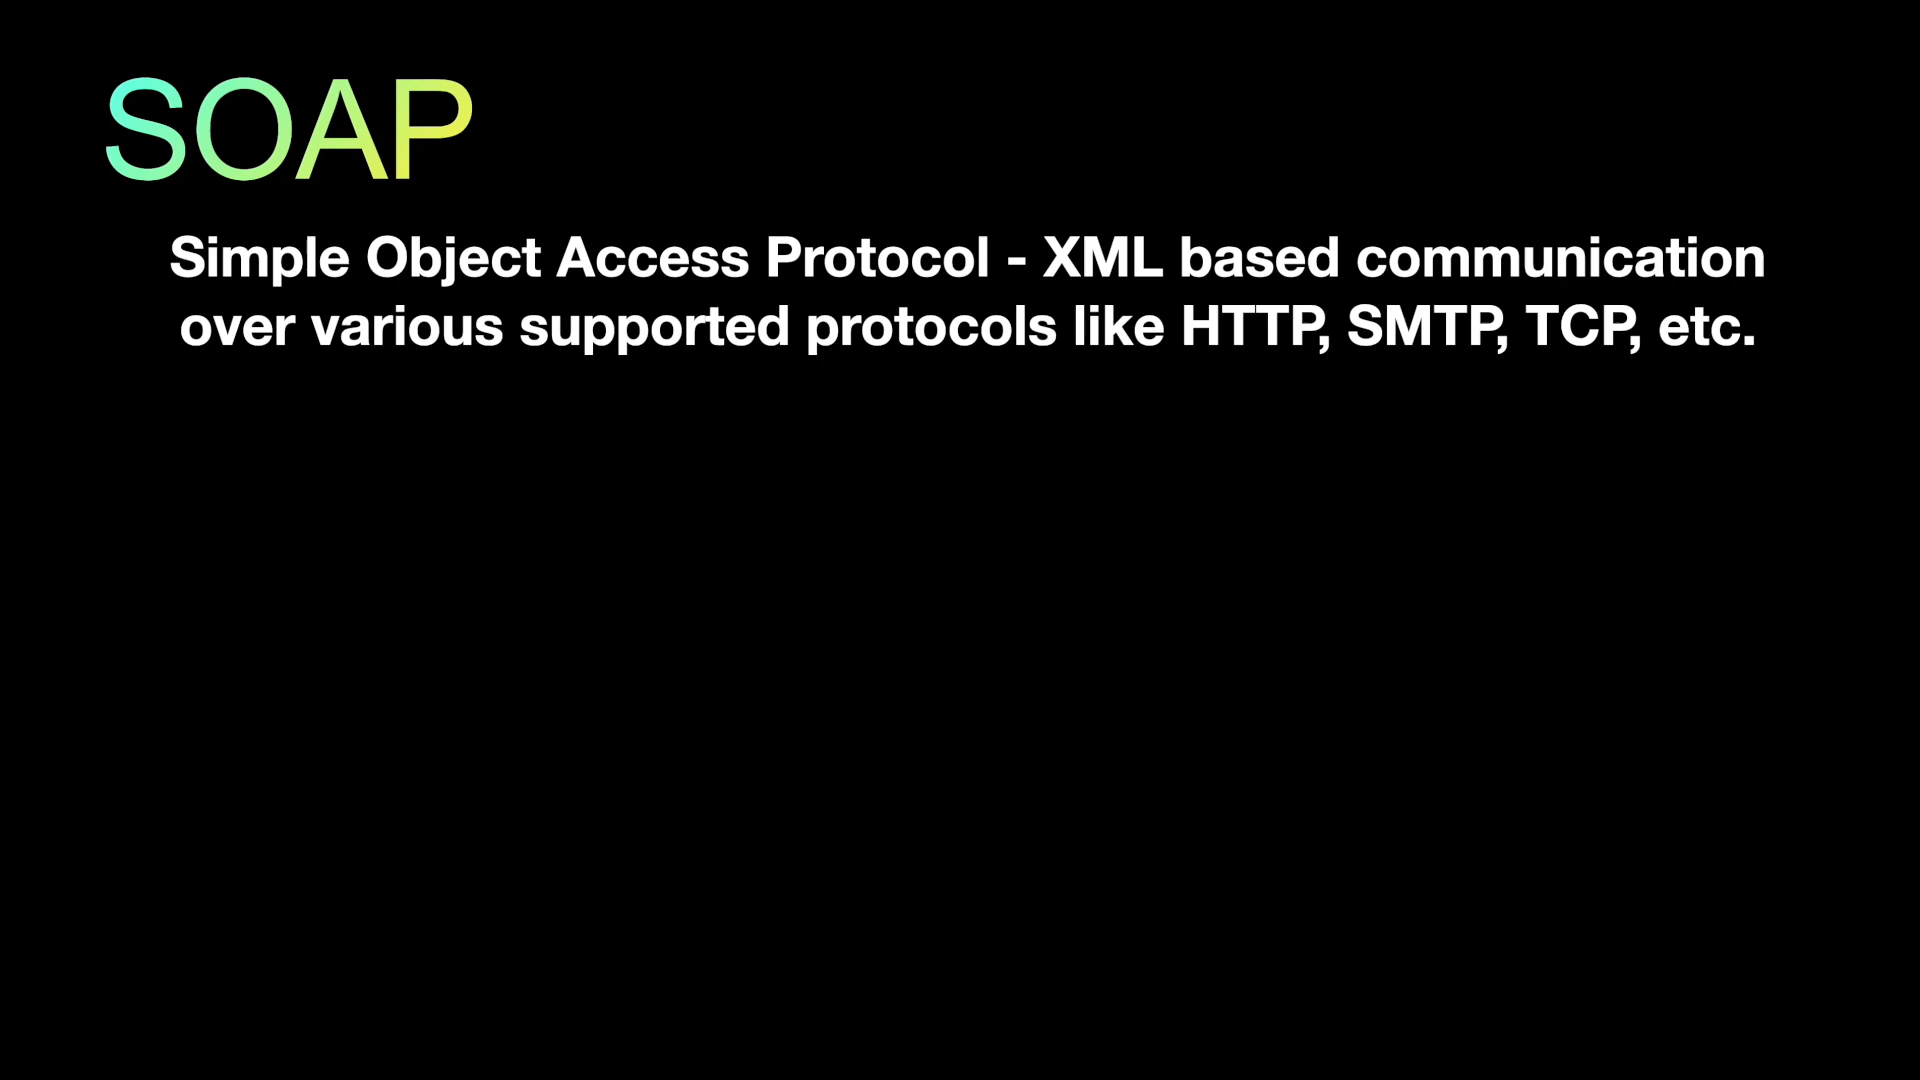 SOAP
Simple Object Access Protocol - XML based communication
over various supported protocols like HTTP, SMTP, TCP, etc.